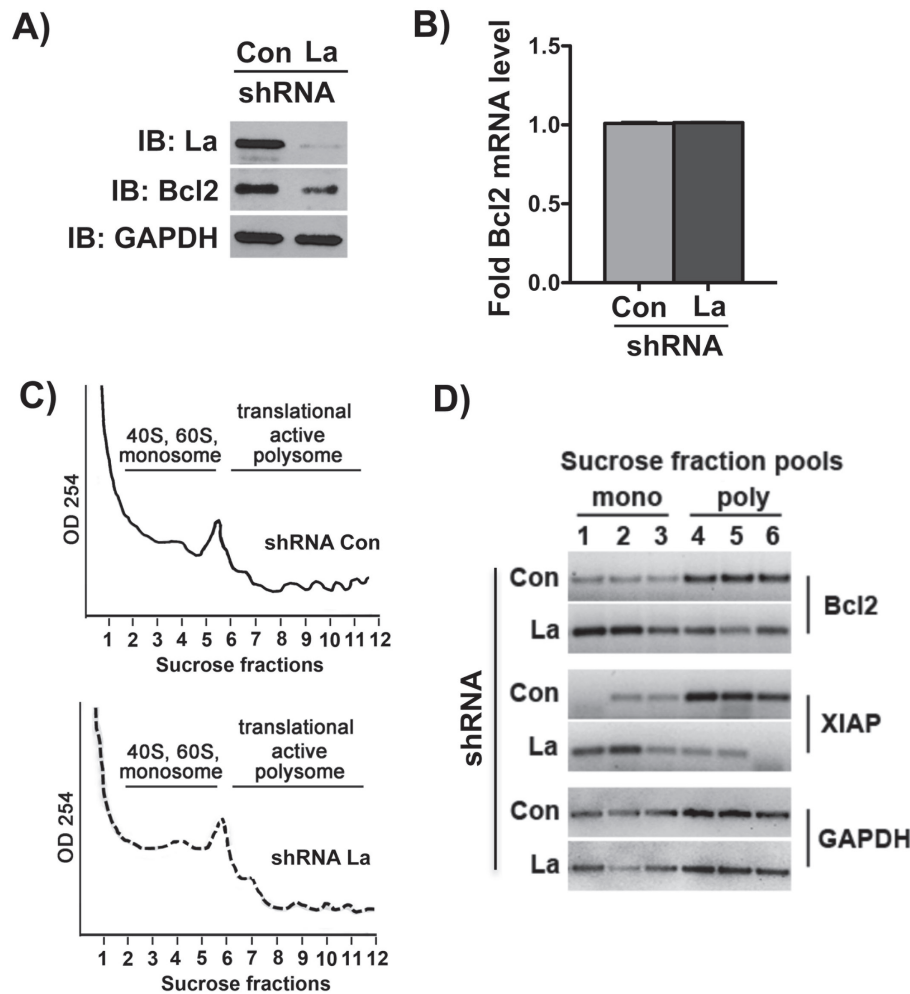 A)
Con La
shRNA
IB: La
IB: Bcl2
IB: GAPDH
B)
Fold Bcl2 mRNA level
1.5
1.0
0.5
0.0
Con La
shRNA
C)
OD 254
40S, 60S,
monosome
translational
active
polysome
shRNA Con
1 2 3 4 5 6 7 8 9 10 11 12
Sucrose fractions
OD 254
40S, 60S,
monosome
translational
active
polysome
shRNA La
1 2 3 4 5 6 7 8 9 10 11 12
Sucrose fractions
D)
Sucrose fraction pools
mono poly
1 2 3 4 5 6
shRNA
Con
La
Bcl2
Con
La
XIAP
Con
La
GAPDH